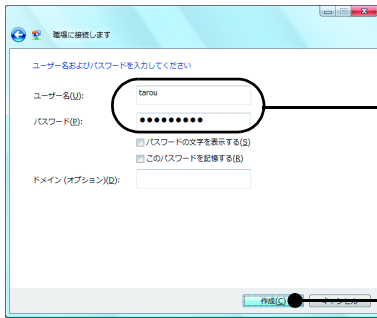 職場に接続します
ユーザー名およびパスワードを入力してください
ユーザー名(U): tarou
パスワード(P): ●●●●●●●●●
パスワードの文字を表示する(S)
このパスワードを記憶する(R)
ドメイン (オプション)(D):
作成(C) キャンセル